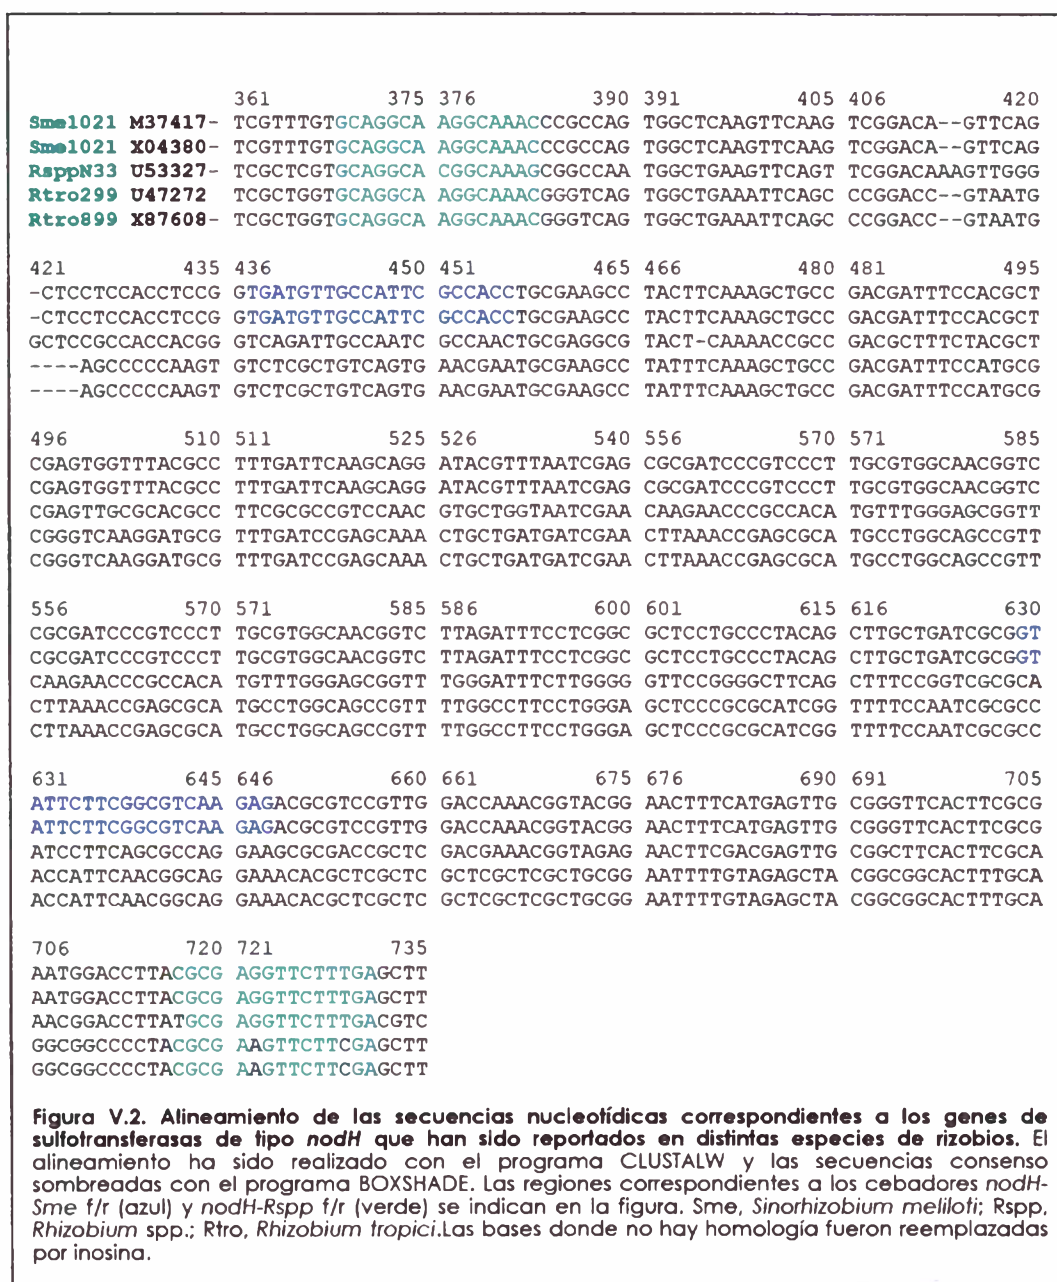 361 375 376 390 391 405 406 420
Sme1021 M37417- TCGTTTGTGCAGGCA AGGCAAACCCGCCAG TGGCTCAAGTTCAAG TCGGACA--GTTCAG
Sme1021 X04380- TCGTTTGTGCAGGCA AGGCAAACCCGCCAG TGGCTCAAGTTCAAG TCGGACA--GTTCAG
RsppN33 U53327- TCGCTCGTGCAGGCA CGGCAAAGCGGCCAA TGGCTGAAGTTCAGT TCGGACAAAGTTGGG
Rtro299 U47272 TCGCTGGTGCAGGCA AGGCAAACGGGTCAG TGGCTGAAATTCAGC CCGGACC--GTAATG
Rtro899 X87608- TCGCTGGTGCAGGCA AGGCAAACGGGTCAG TGGCTGAAATTCAGC CCGGACC--GTAATG
421 435 436 450 451 465 466 480 481 495
-CTCCTCCACCTCCG GTGATGTTGCCATTC GCCACCTGCGAAGCC TACTTCAAAGCTGCC GACGATTTCCACGCT
-CTCCTCCACCTCCG GTGATGTTGCCATTC GCCACCTGCGAAGCC TACTTCAAAGCTGCC GACGATTTCCACGCT
GCTCCGCCACCACGG GTCAGATTGCCAATC GCCAACTGCGAGGCG TACT-CAAAACCGCC GACGCTTTCTACGCT
----AGCCCCCAAGT GTCTCGCTGTCAGTG AACGAATGCGAAGCC TATTTCAAAGCTGCC GACGATTTCCATGCG
----AGCCCCCAAGT GTCTCGCTGTCAGTG AACGAATGCGAAGCC TATTTCAAAGCTGCC GACGATTTCCATGCG
496 510 511 525 526 540 556 570 571 585
CGAGTGGTTTACGCC TTTGATTCAAGCAGG ATACGTTTAATCGAG CGCGATCCCGTCCCT TGCGTGGCAACGGTC
CGAGTGGTTTACGCC TTTGATTCAAGCAGG ATACGTTTAATCGAG CGCGATCCCGTCCCT TGCGTGGCAACGGTC
CGAGTTGCGCACGCC TTCGCGCCGTCCAAC GTGCTGGTAATCGAA CAAGAACCCGCCACA TGTTTGGGAGCGGTT
CGGGTCAAGGATGCG TTTGATCCGAGCAAA CTGCTGATGATCGAA CTTAAACCGAGCGCA TGCCTGGCAGCCGTT
CGGGTCAAGGATGCG TTTGATCCGAGCAAA CTGCTGATGATCGAA CTTAAACCGAGCGCA TGCCTGGCAGCCGTT
556 570 571 585 586 600 601 615 616 630
CGCGATCCCGTCCCT TGCGTGGCAACGGTC TTAGATTTCCTCGGC GCTCCTGCCCTACAG CTTGCTGATCGCGGT
CGCGATCCCGTCCCT TGCGTGGCAACGGTC TTAGATTTCCTCGGC GCTCCTGCCCTACAG CTTGCTGATCGCGGT
CAAGAACCCGCCACA TGTTTGGGAGCGGTT TGGGATTTCTTGGGG GTTCCGGGGCTTCAG CTTTCCGGTCGCGCA
CTTAAACCGAGCGCA TGCCTGGCAGCCGTT TTGGCCTTCCTGGGA GCTCCCGCGCATCGG TTTTCCAATCGCGCC
CTTAAACCGAGCGCA TGCCTGGCAGCCGTT TTGGCCTTCCTGGGA GCTCCCGCGCATCGG TTTTCCAATCGCGCC
631 645 646 660 661 675 676 690 691 705
ATTCTTCGGCGTCAA GAGACGCGTCCGTTG GACCAAACGGTACGG AACTTTCATGAGTTG CGGGTTCACTTCGCG
ATTCTTCGGCGTCAA GAGACGCGTCCGTTG GACCAAACGGTACGG AACTTTCATGAGTTG CGGGTTCACTTCGCG
ATCCTTCAGCGCCAG GAAGCGCGACCGCTC GACGAAACGGTAGAG AACTTCGACGAGTTG CGGCTTCACTTCGCA
ACCATTCAACGGCAG GAAACACGCTCGCTC GCTCGCTCGCTGCGG AATTTTGTAGAGCTA CGGCGGCACTTTGCA
ACCATTCAACGGCAG GAAACACGCTCGCTC GCTCGCTCGCTGCGG AATTTTGTAGAGCTA CGGCGGCACTTTGCA
706 720 721 735
AATGGACCTTACGCG AGGTTCTTTGAGCTT
AATGGACCTTACGCG AGGTTCTTTGAGCTT
AACGGACCTTATGCG AGGTTCTTTGACGTC
GGCGGCCCCTACGCG AAGTTCTTCGAGCTT
GGCGGCCCCTACGCG AAGTTCTTCGAGCTT
Figura V.2. Alineamiento de las secuencias nucleotídicas correspondientes a los genes de
sulfotransferasas de tipo nodH que han sido reportados en distintas especies de rizobios. El
alineamiento ha sido realizado con el programa CLUSTALW y las secuencias consenso
sombreadas con el programa BOXSHADE. Las regiones correspondientes a los cebadores nodH-
Sme f/r (azul) y nodH-Rspp f/r (verde) se indican en la figura. Sme, Sinorhizobium meliloti; Rspp,
Rhizobium spp.; Rtro, Rhizobium tropici.Las bases donde no hay homología fueron reemplazadas
por inosina.